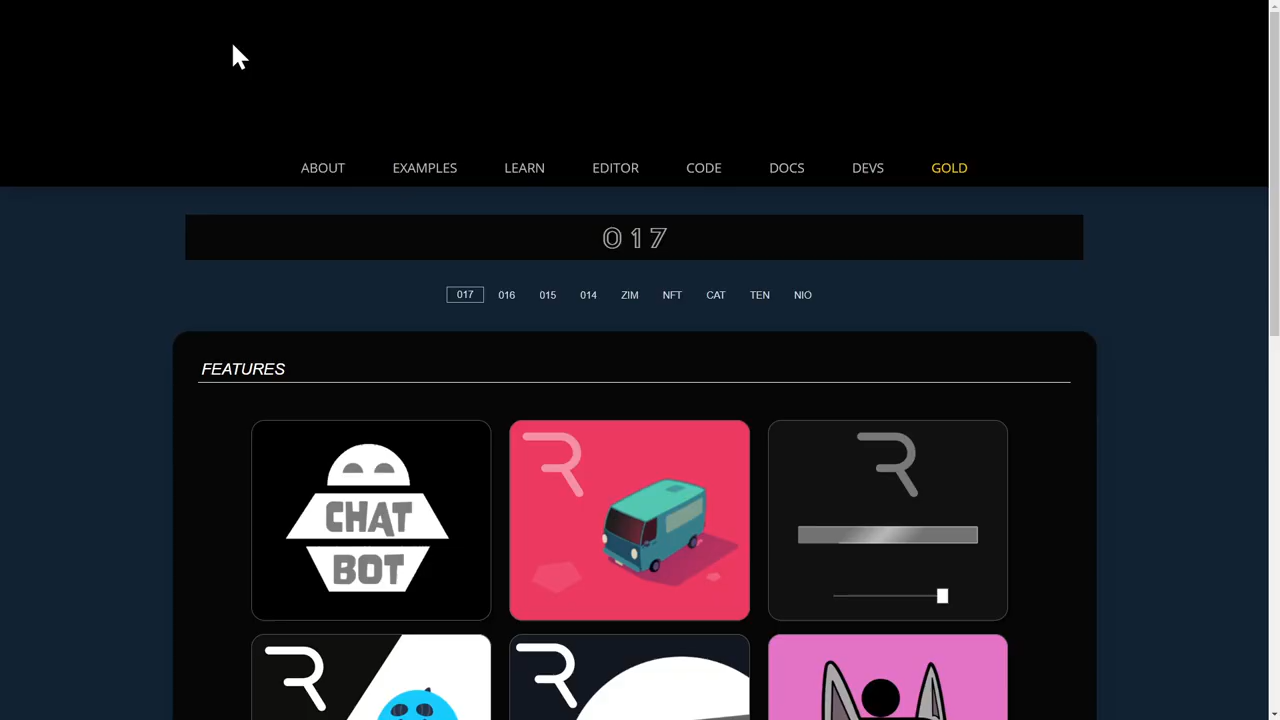 ABOUT EXAMPLES LEARN EDITOR CODE DOCS DEVS GOLD
017
017 016 015 014 ZIM NFT CAT TEN NIO
FEATURES
CHAT
BOT
R
R
R
R